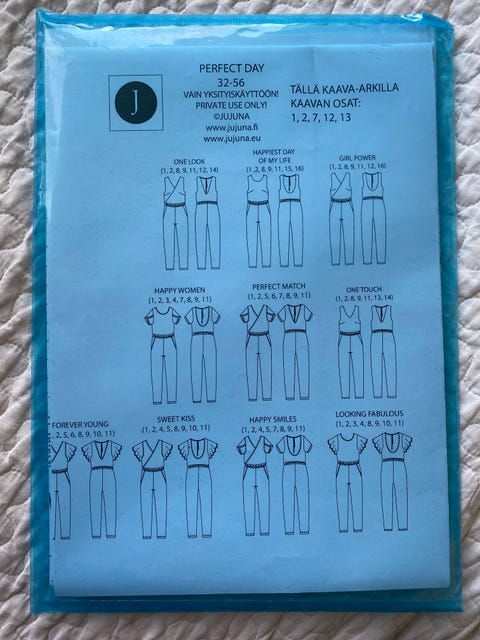 PERFECT DAY
32-56
VAIN YKSITYISKÄYTTÖÖN!
PRIVATE USE ONLY!
©JUJUNA
www.jujuna.fi
www.jujuna.eu
J
TÄLLÄ KAAVA-ARKILLA
KAAVAN OSAT:
1, 2, 7, 12, 13
ONE LOOK
(1, 2, 8, 9, 11, 12, 14)
HAPPIEST DAY
OF MY LIFE
(1 ,2, 8, 9, 11, 15, 16)
GIRL POWER
(1, 2, 8, 9, 11, 12, 16)
HAPPY WOMEN
(1, 2, 3, 4, 7, 8, 9, 11)
PERFECT MATCH
(1, 2, 5, 6, 7, 8, 9, 11)
ONE TOUCH
(1, 2, 8, 9, 11, 13, 14)
FOREVER YOUNG
, 2, 5, 6, 8, 9, 10, 11)
SWEET KISS
(1, 2, 4, 5, 8, 9, 10, 11)
HAPPY SMILES
(1, 2, 4, 5, 7, 8, 9, 11)
LOOKING FABULOUS
(1, 2, 3, 4, 8, 9, 10, 11)